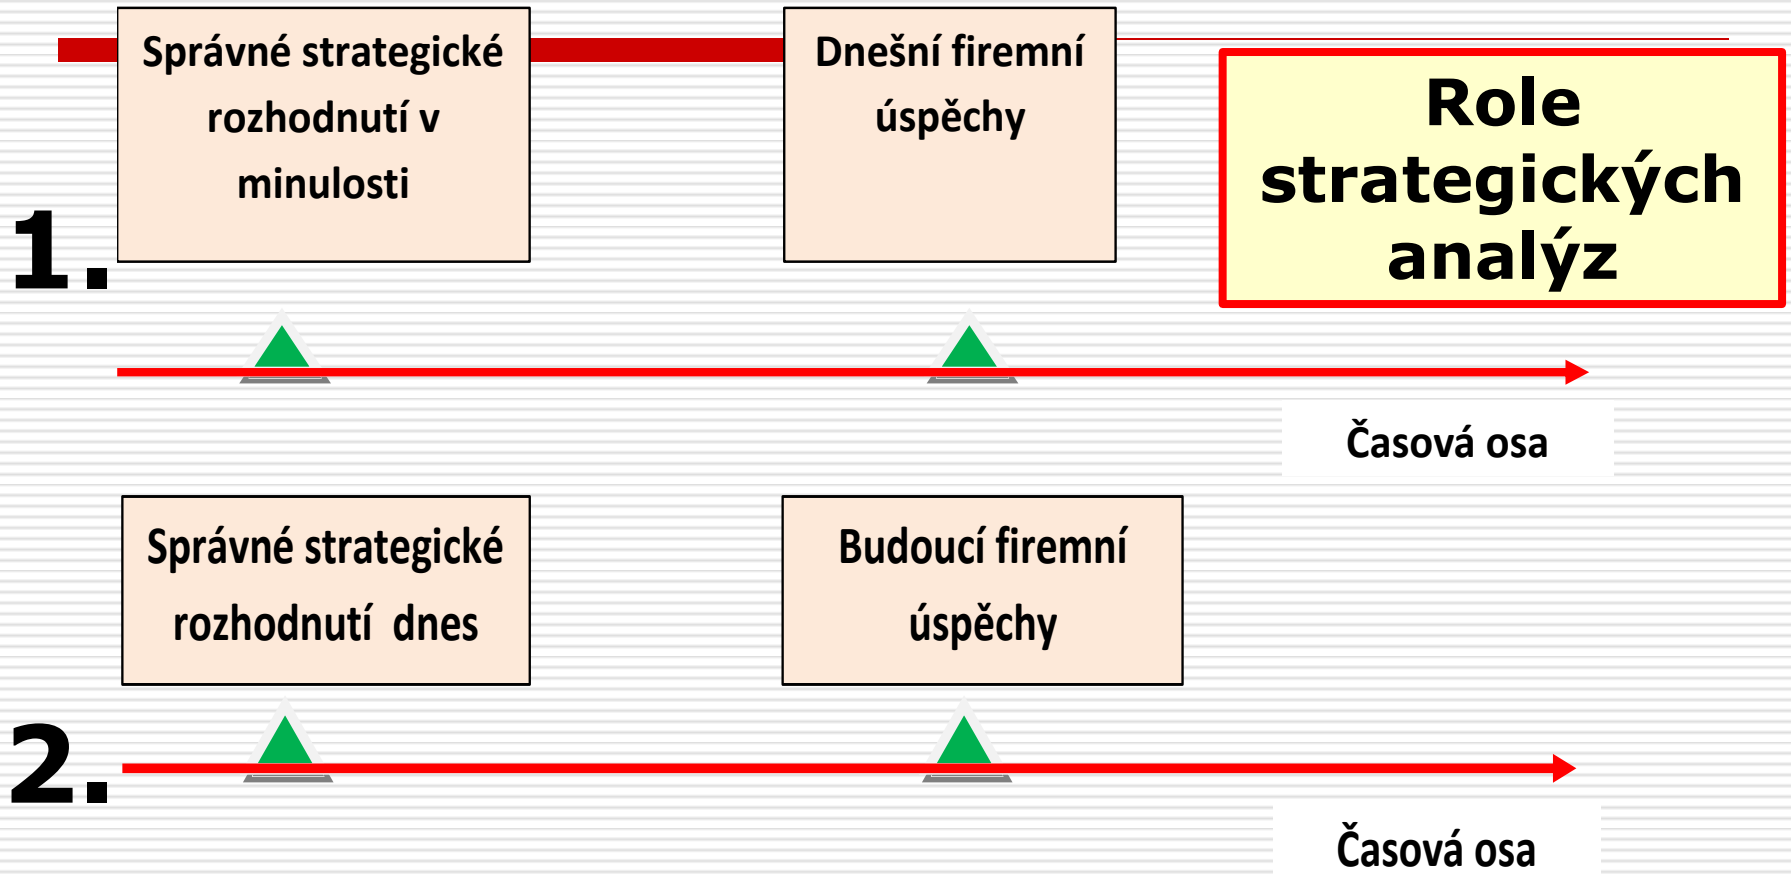 Správné strategické
rozhodnutí v
minulosti
Dnešní firemní
úspěchy
Role
strategických
analýz
1.
Časová osa
Správné strategické
rozhodnutí  dnes
Budoucí firemní
úspěchy
2.
Časová osa